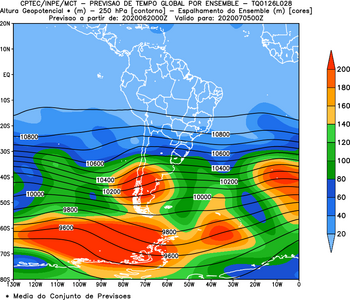 CPTEC/INPE/MCT – PREVISAO DE TEMPO GLOBAL POR ENSEMBLE – TQ0126L028
Altura Geopotencial * (m) – 250 hPa [contorno] – Espalhamento do Ensemble (m) [cores]
Previsao a partir de: 2020062000Z   Valido para: 2020070500Z
20N
10N
EQ
10S
20S
30S
40S
50S
60S
70S
80S
10800
10800
10600
10600
10400
10400
10200
10200
10000
10000
9800
9800
9600
9600
200
180
160
140
120
100
80
60
40
20
130W 120W 110W 100W 90W 80W 70W 60W 50W 40W 30W 20W 10W 0
* Media do Conjunto de Previsoes